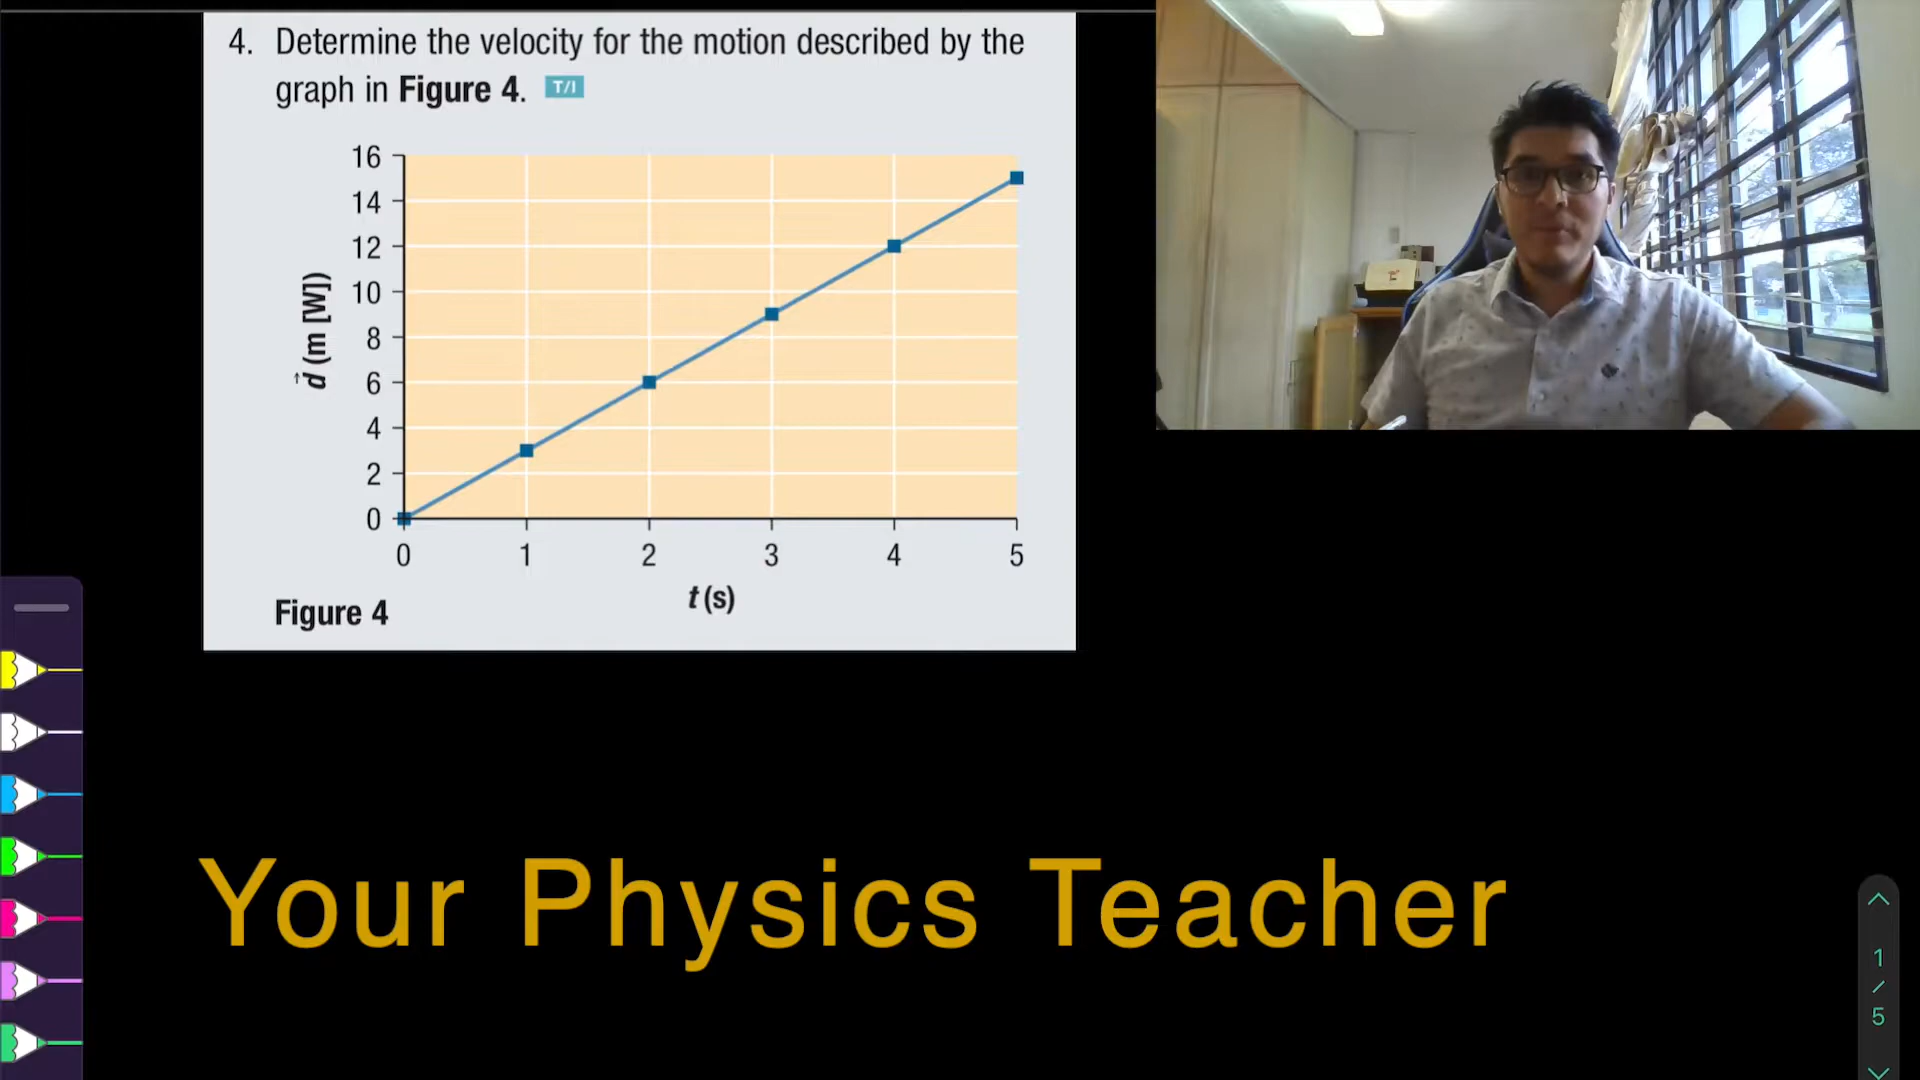 4. Determine the velocity for the motion described by the
graph in Figure 4. T/I
16
14
12
10
8
6
4
2
0
d⃗ (m [W])
0 1 2 3 4 5
t (s)
Figure 4
Your Physics Teacher
1
/
5